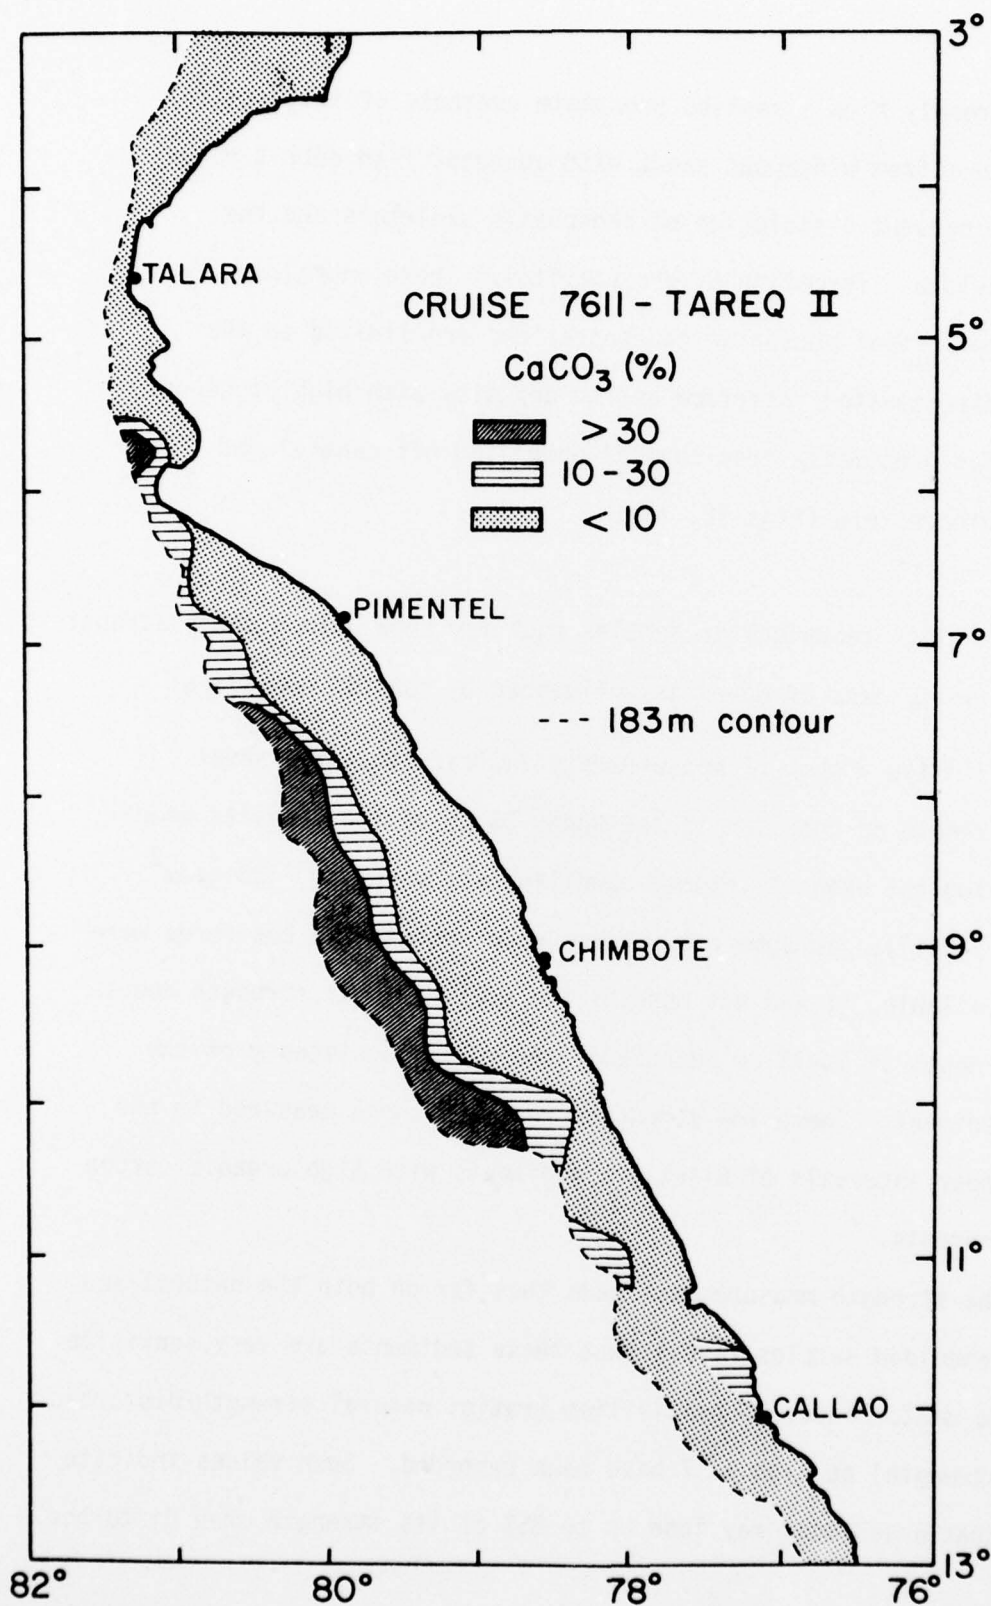 3°
TALARA
CRUISE 7611 - TAREQ II
5°
CaCO3 (%)
> 30
10 - 30
< 10
PIMENTEL
7°
--- 183m contour
CHIMBOTE
9°
11°
CALLAO
13°
82° 80° 78° 76°